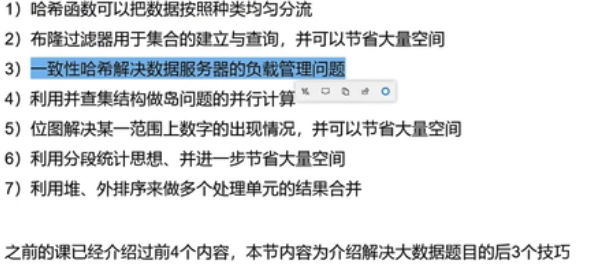 1）哈希函数可以把数据按照种类均匀分流
2）布隆过滤器用于集合的建立与查询，并可以节省大量空间
3）一致性哈希解决数据服务器的负载管理问题
4）利用并查集结构做岛问题的并行计算
5）位图解决某一范围上数字的出现情况，并可以节省大量空间
6）利用分段统计思想、并进一步节省大量空间
7）利用堆、外排序来做多个处理单元的结果合并
之前的课已经介绍过前4个内容，本节内容为介绍解决大数据题目的后3个技巧